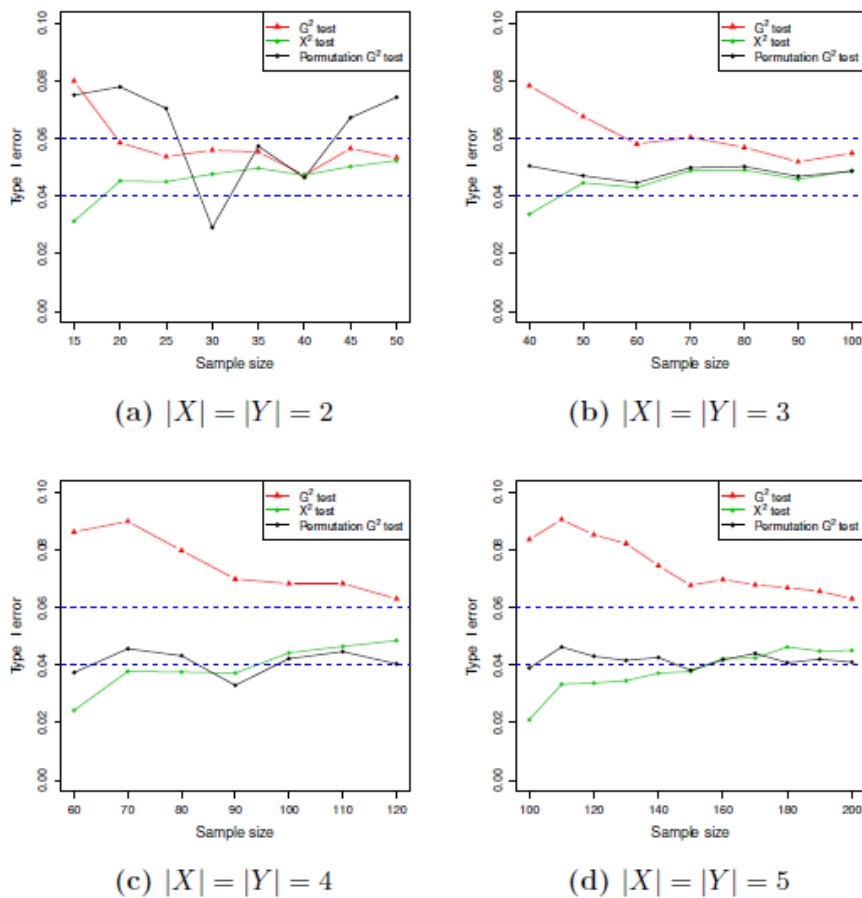 G² test
X² test
Permutation G² test
Type I error
0.00 0.02 0.04 0.06 0.08 0.10
15 20 25 30 35 40 45 50
Sample size
(a) |X| = |Y| = 2
G² test
X² test
Permutation G² test
Type I error
0.00 0.02 0.04 0.06 0.08 0.10
40 50 60 70 80 90 100
Sample size
(b) |X| = |Y| = 3
G² test
X² test
Permutation G² test
Type I error
0.00 0.02 0.04 0.06 0.08 0.10
60 70 80 90 100 110 120
Sample size
(c) |X| = |Y| = 4
G² test
X² test
Permutation G² test
Type I error
0.00 0.02 0.04 0.06 0.08 0.10
100 120 140 160 180 200
Sample size
(d) |X| = |Y| = 5